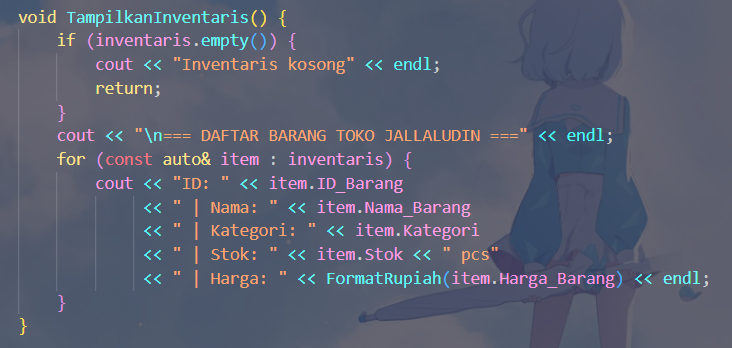 void TampilkanInventaris() {
    if (inventaris.empty()) {
        cout << "Inventaris kosong" << endl;
        return;
    }
    cout << "\n=== DAFTAR BARANG TOKO JALLALUDIN ===" << endl;
    for (const auto& item : inventaris) {
        cout << "ID: " << item.ID_Barang
             << " | Nama: " << item.Nama_Barang
             << " | Kategori: " << item.Kategori
             << " | Stok: " << item.Stok << " pcs"
             << " | Harga: " << FormatRupiah(item.Harga_Barang) << endl;
    }
}